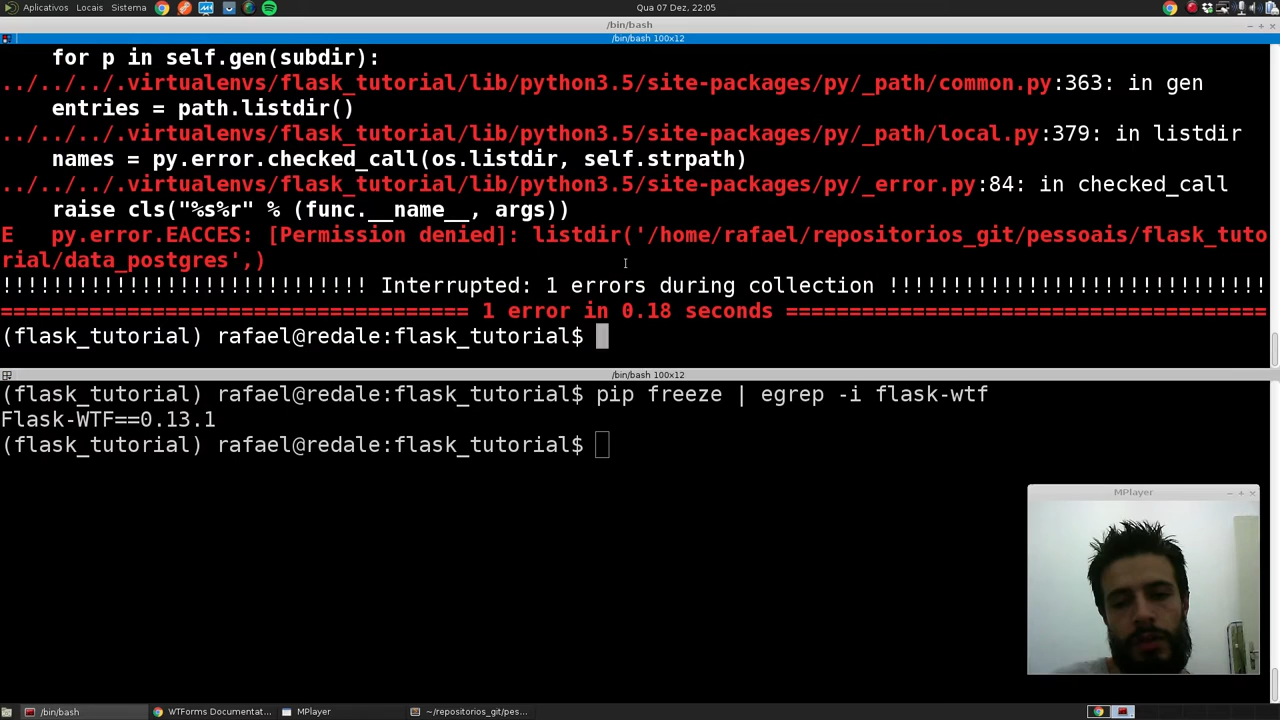 Aplicativos Locais Sistema
Qua 07 Dez, 22:05
/bin/bash
/bin/bash 100x12
for p in self.gen(subdir):
../../../.virtualenvs/flask_tutorial/lib/python3.5/site-packages/py/_path/common.py:363: in gen
entries = path.listdir()
../../../.virtualenvs/flask_tutorial/lib/python3.5/site-packages/py/_path/local.py:379: in listdir
names = py.error.checked_call(os.listdir, self.strpath)
../../../.virtualenvs/flask_tutorial/lib/python3.5/site-packages/py/_error.py:84: in checked_call
raise cls("%s%r" % (func.__name__, args))
E   py.error.EACCES: [Permission denied]: listdir('/home/rafael/repositorios_git/pessoais/flask_tuto
rial/data_postgres',)
!!!!!!!!!!!!!!!!!!!!!!!!!!!!! Interrupted: 1 errors during collection !!!!!!!!!!!!!!!!!!!!!!!!!!!!!!
===================================== 1 error in 0.18 seconds ======================================
(flask_tutorial) rafael@redale:flask_tutorial$
/bin/bash 100x12
(flask_tutorial) rafael@redale:flask_tutorial$ pip freeze | egrep -i flask-wtf
Flask-WTF==0.13.1
(flask_tutorial) rafael@redale:flask_tutorial$
MPlayer
/bin/bash
WTForms Documentat...
MPlayer
~/repositorios_git/pes...